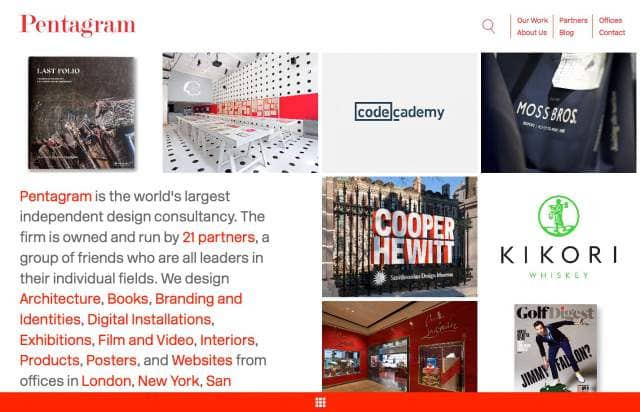 Pentagram
Our Work
Partners
Offices
About Us
Blog
Contact
LAST FOLIO
C
codecademy
MOSS BROS.
Pentagram is the world's largest
independent design consultancy. The
firm is owned and run by 21 partners, a
group of friends who are all leaders in
their individual fields. We design
Architecture, Books, Branding and
Identities, Digital Installations,
Exhibitions, Film and Video, Interiors,
Products, Posters, and Websites from
offices in London, New York, San
COOPER
HEWITT
Smithsonian Design Museum
KIKORI
WHISKEY
Golf Digest
JIMMY FALLON?